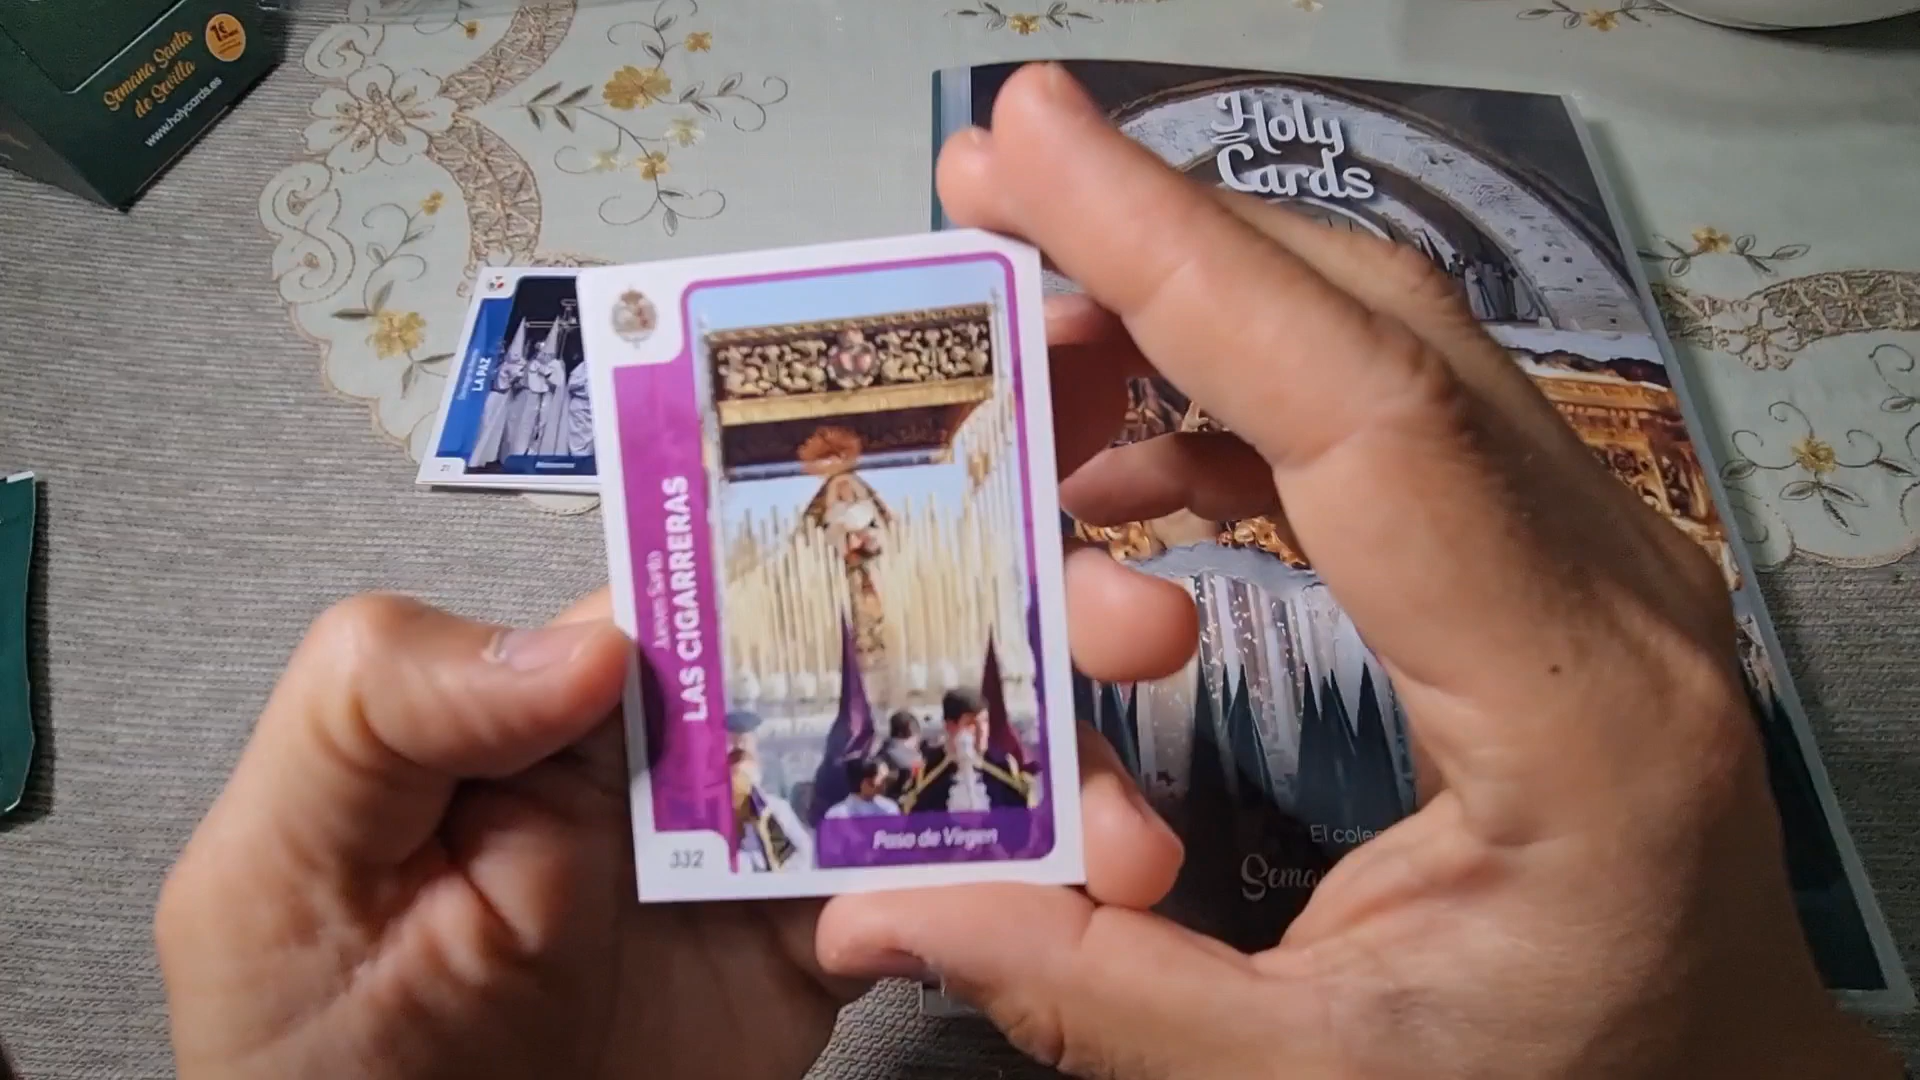 Semana Santa
de Sevilla
1€
www.holycards.es
Holy
Cards
LA PAZ
21
Jueves Santo
LAS CIGARRERAS
332
Paso de Virgen
El colec
Sema